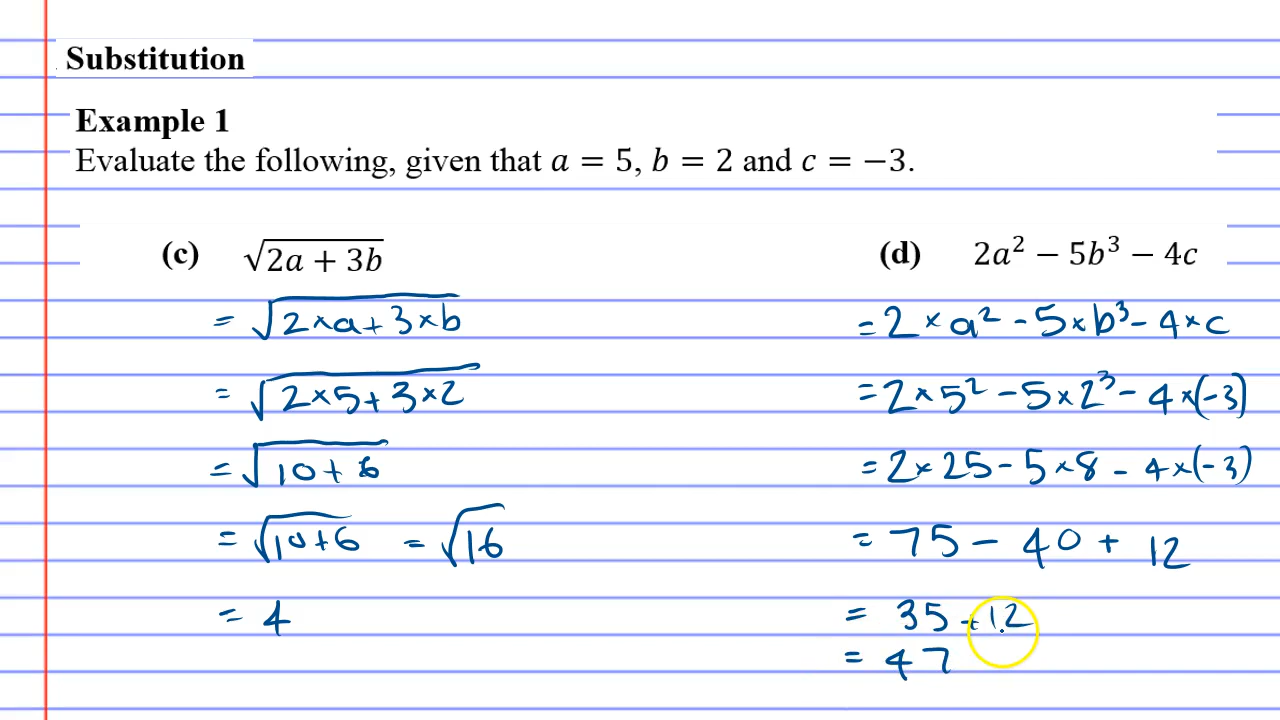 Substitution
Example 1
Evaluate the following, given that a = 5, b = 2 and c = −3.
(c) √(2a + 3b)
= √(2×a+3×b)
= √(2×5+3×2)
= √(10+6)
= √(10+6) = √16
= 4
(d) 2a² − 5b³ − 4c
= 2×a² - 5×b³ - 4×c
= 2×5² - 5×2³ - 4×(-3)
= 2×25 - 5×8 - 4×(-3)
= 75 - 40 + 12
= 35+12
= 47